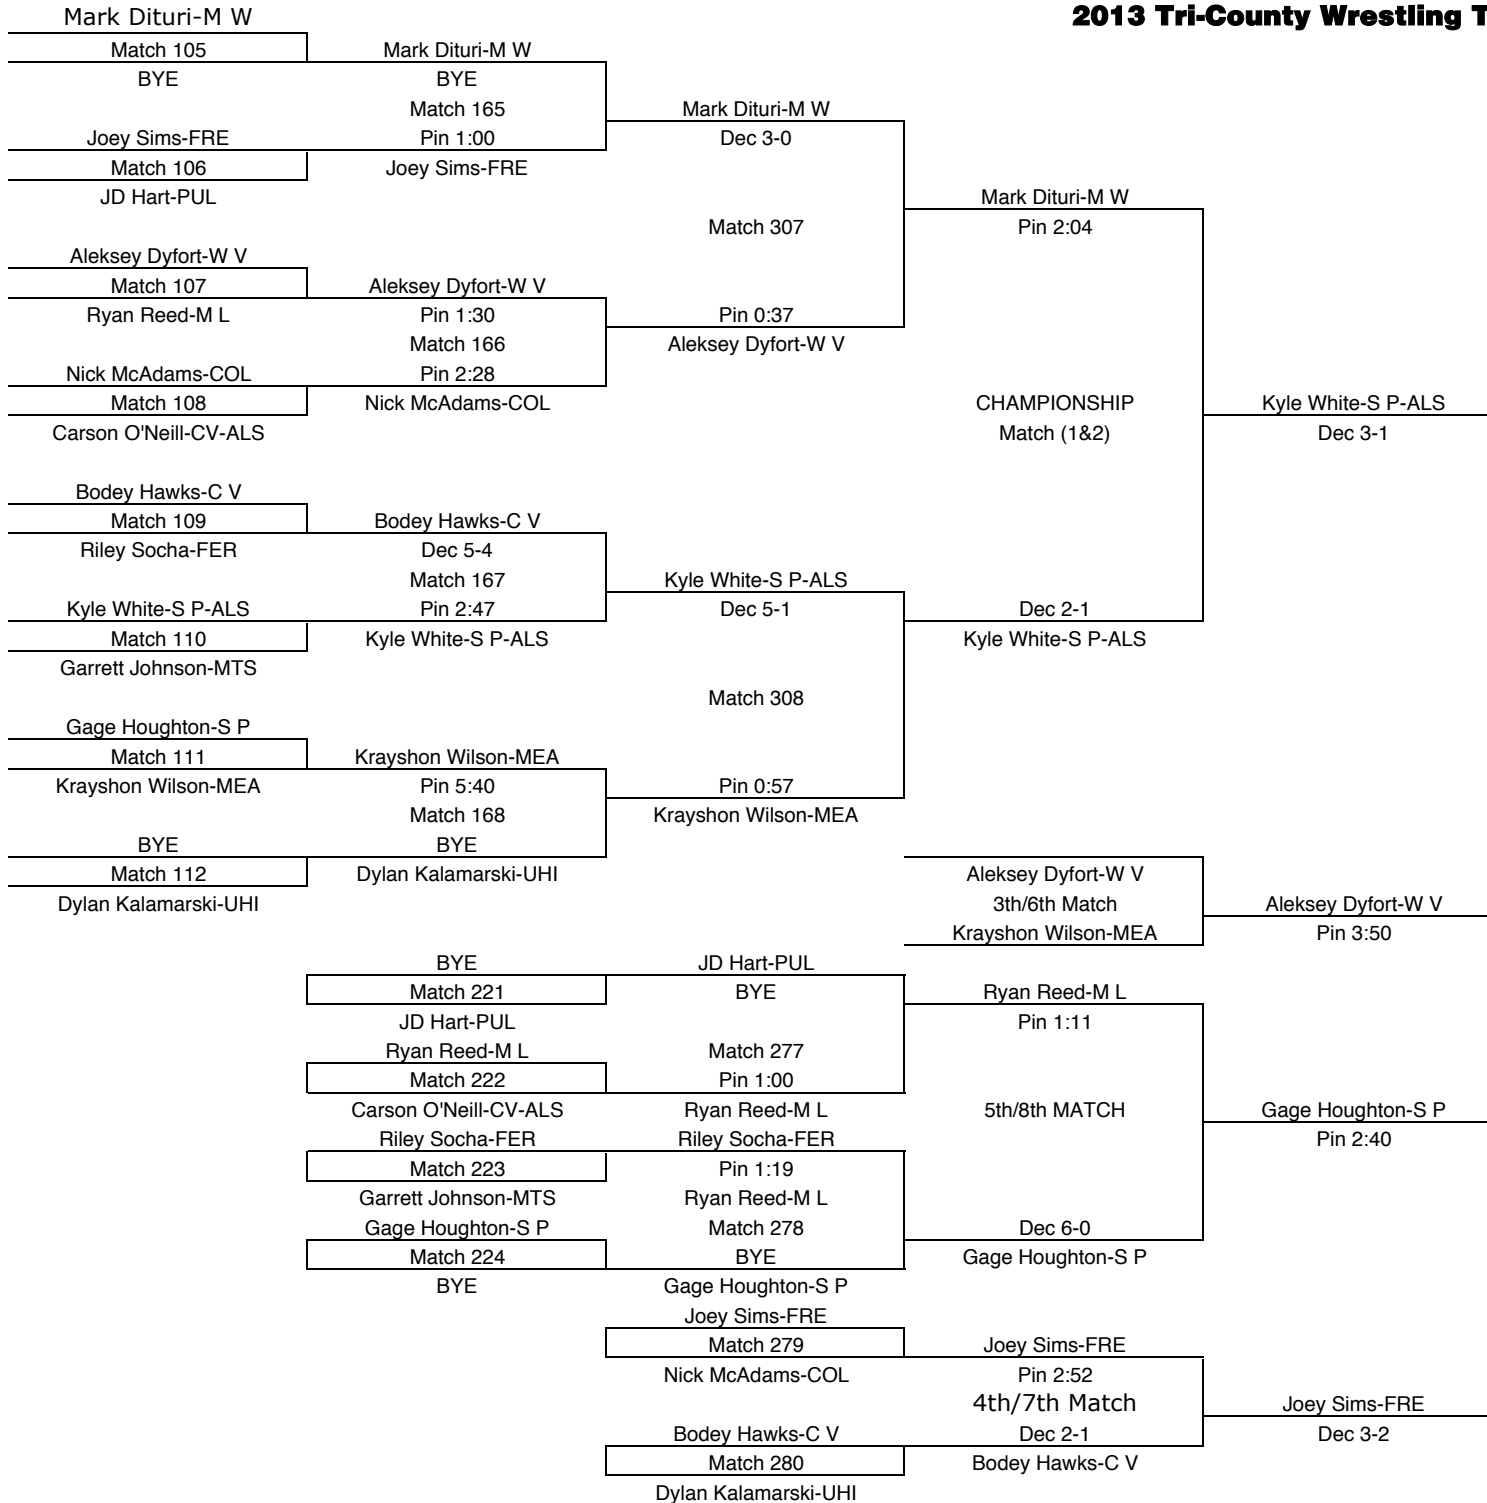 Mark Dituri-M W
2013 Tri-County Wrestling T
Match 105
Mark Dituri-M W
BYE
BYE
Match 165
Mark Dituri-M W
Joey Sims-FRE
Pin 1:00
Dec 3-0
Match 106
Joey Sims-FRE
JD Hart-PUL
Mark Dituri-M W
Match 307
Pin 2:04
Aleksey Dyfort-W V
Match 107
Aleksey Dyfort-W V
Ryan Reed-M L
Pin 1:30
Pin 0:37
Match 166
Aleksey Dyfort-W V
Nick McAdams-COL
Pin 2:28
Match 108
Nick McAdams-COL
CHAMPIONSHIP
Kyle White-S P-ALS
Carson O'Neill-CV-ALS
Match (1&2)
Dec 3-1
Bodey Hawks-C V
Match 109
Bodey Hawks-C V
Riley Socha-FER
Dec 5-4
Match 167
Kyle White-S P-ALS
Kyle White-S P-ALS
Pin 2:47
Dec 5-1
Dec 2-1
Match 110
Kyle White-S P-ALS
Kyle White-S P-ALS
Garrett Johnson-MTS
Match 308
Gage Houghton-S P
Match 111
Krayshon Wilson-MEA
Krayshon Wilson-MEA
Pin 5:40
Pin 0:57
Match 168
Krayshon Wilson-MEA
BYE
BYE
Match 112
Dylan Kalamarski-UHI
Aleksey Dyfort-W V
Dylan Kalamarski-UHI
3th/6th Match
Aleksey Dyfort-W V
Krayshon Wilson-MEA
Pin 3:50
BYE
JD Hart-PUL
Match 221
BYE
Ryan Reed-M L
JD Hart-PUL
Pin 1:11
Ryan Reed-M L
Match 277
Match 222
Pin 1:00
Carson O'Neill-CV-ALS
Ryan Reed-M L
5th/8th MATCH
Gage Houghton-S P
Riley Socha-FER
Riley Socha-FER
Pin 2:40
Match 223
Pin 1:19
Garrett Johnson-MTS
Ryan Reed-M L
Gage Houghton-S P
Match 278
Dec 6-0
Match 224
BYE
Gage Houghton-S P
BYE
Gage Houghton-S P
Joey Sims-FRE
Match 279
Joey Sims-FRE
Nick McAdams-COL
Pin 2:52
4th/7th Match
Joey Sims-FRE
Bodey Hawks-C V
Dec 2-1
Dec 3-2
Match 280
Bodey Hawks-C V
Dylan Kalamarski-UHI